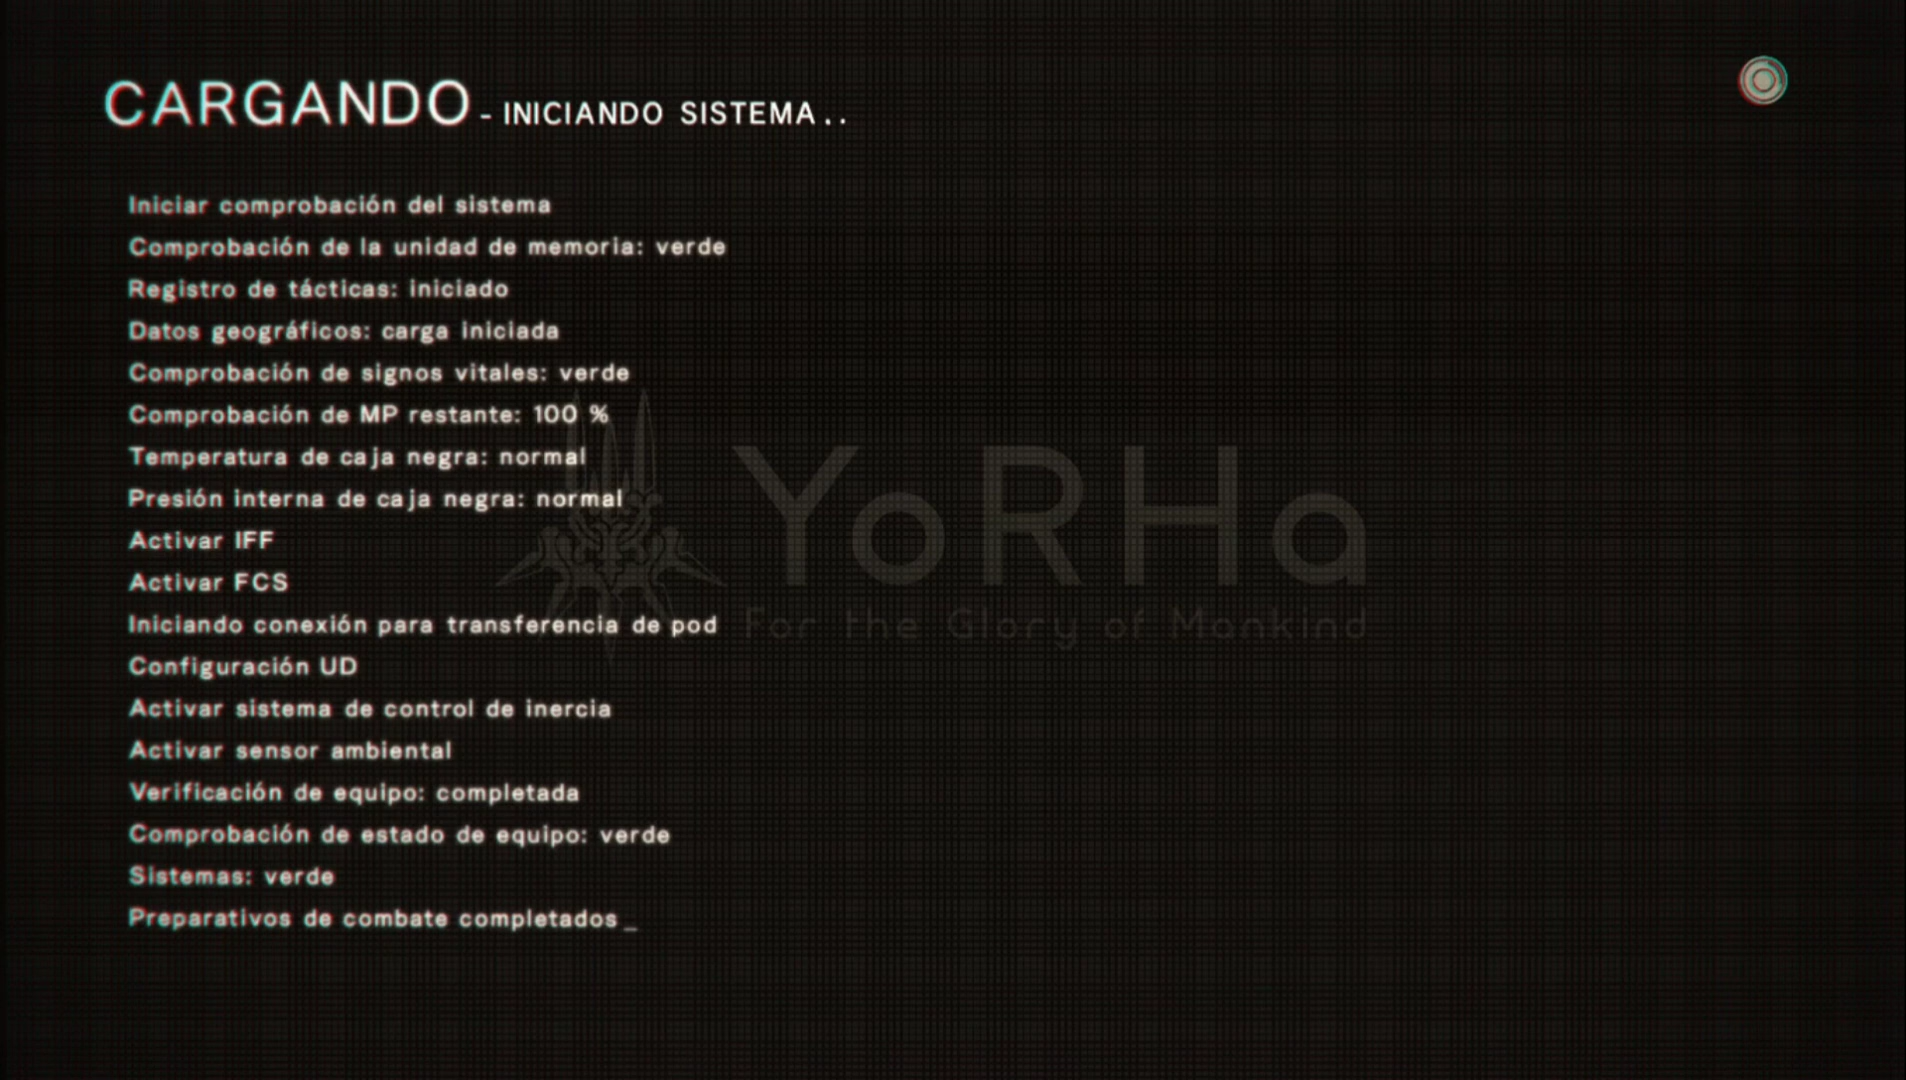 CARGANDO - INICIANDO SISTEMA..
Iniciar comprobación del sistema
Comprobación de la unidad de memoria: verde
Registro de tácticas: iniciado
Datos geográficos: carga iniciada
Comprobación de signos vitales: verde
Comprobación de MP restante: 100 %
Temperatura de caja negra: normal
Presión interna de caja negra: normal
Activar IFF
Activar FCS
Iniciando conexión para transferencia de pod
Configuración UD
Activar sistema de control de inercia
Activar sensor ambiental
Verificación de equipo: completada
Comprobación de estado de equipo: verde
Sistemas: verde
Preparativos de combate completados_
YoRHa
For the Glory of Mankind